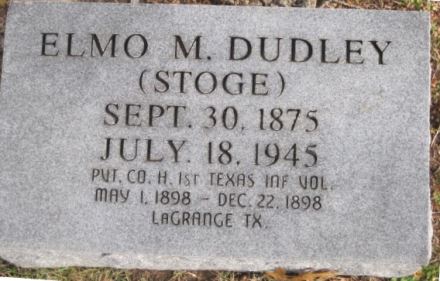 ELMO M. DUDLEY
(STOGE)
SEPT. 30, 1875
JULY. 18, 1945
PVT. CO. H. 1ST TEXAS INF VOL.
MAY 1, 1898 - DEC. 22, 1898
LAGRANGE TX.